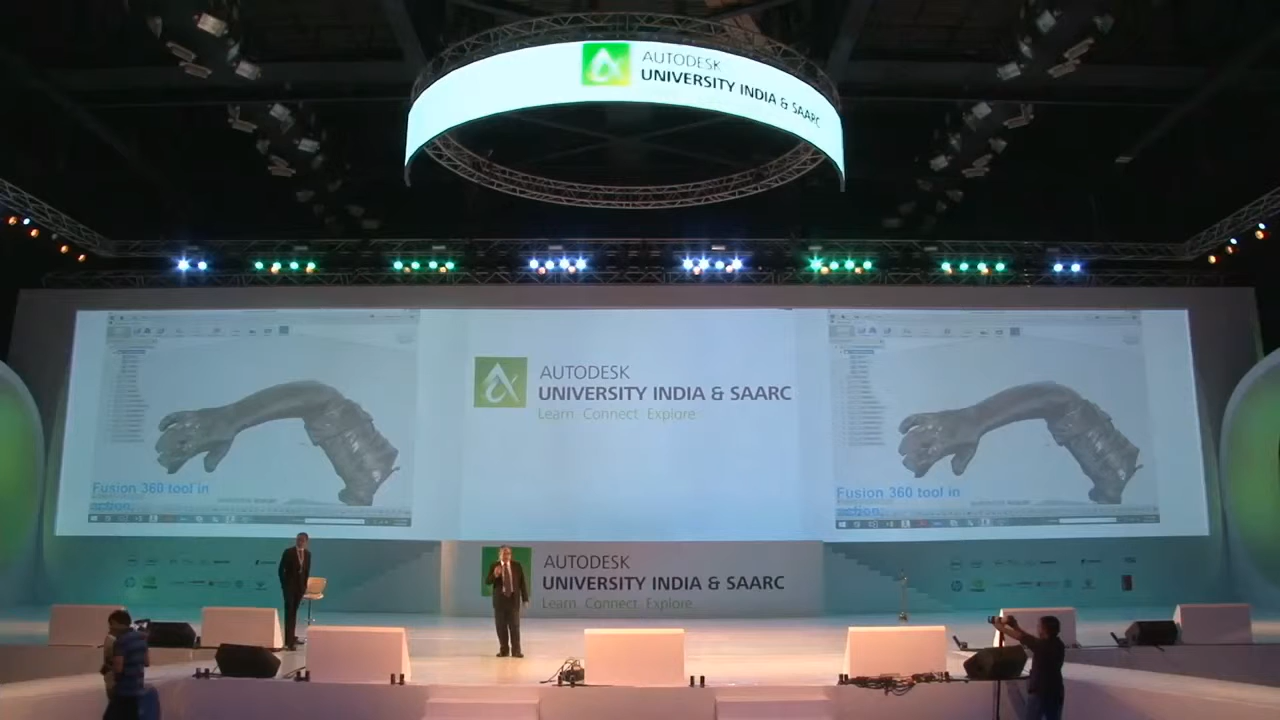 AUTODESK
UNIVERSITY INDIA & SAARC
AUTODESK
UNIVERSITY INDIA & SAARC
Learn Connect Explore
Fusion 360 tool in
action.
Fusion 360 tool in
action.
AUTODESK
UNIVERSITY INDIA & SAARC
Learn Connect Explore